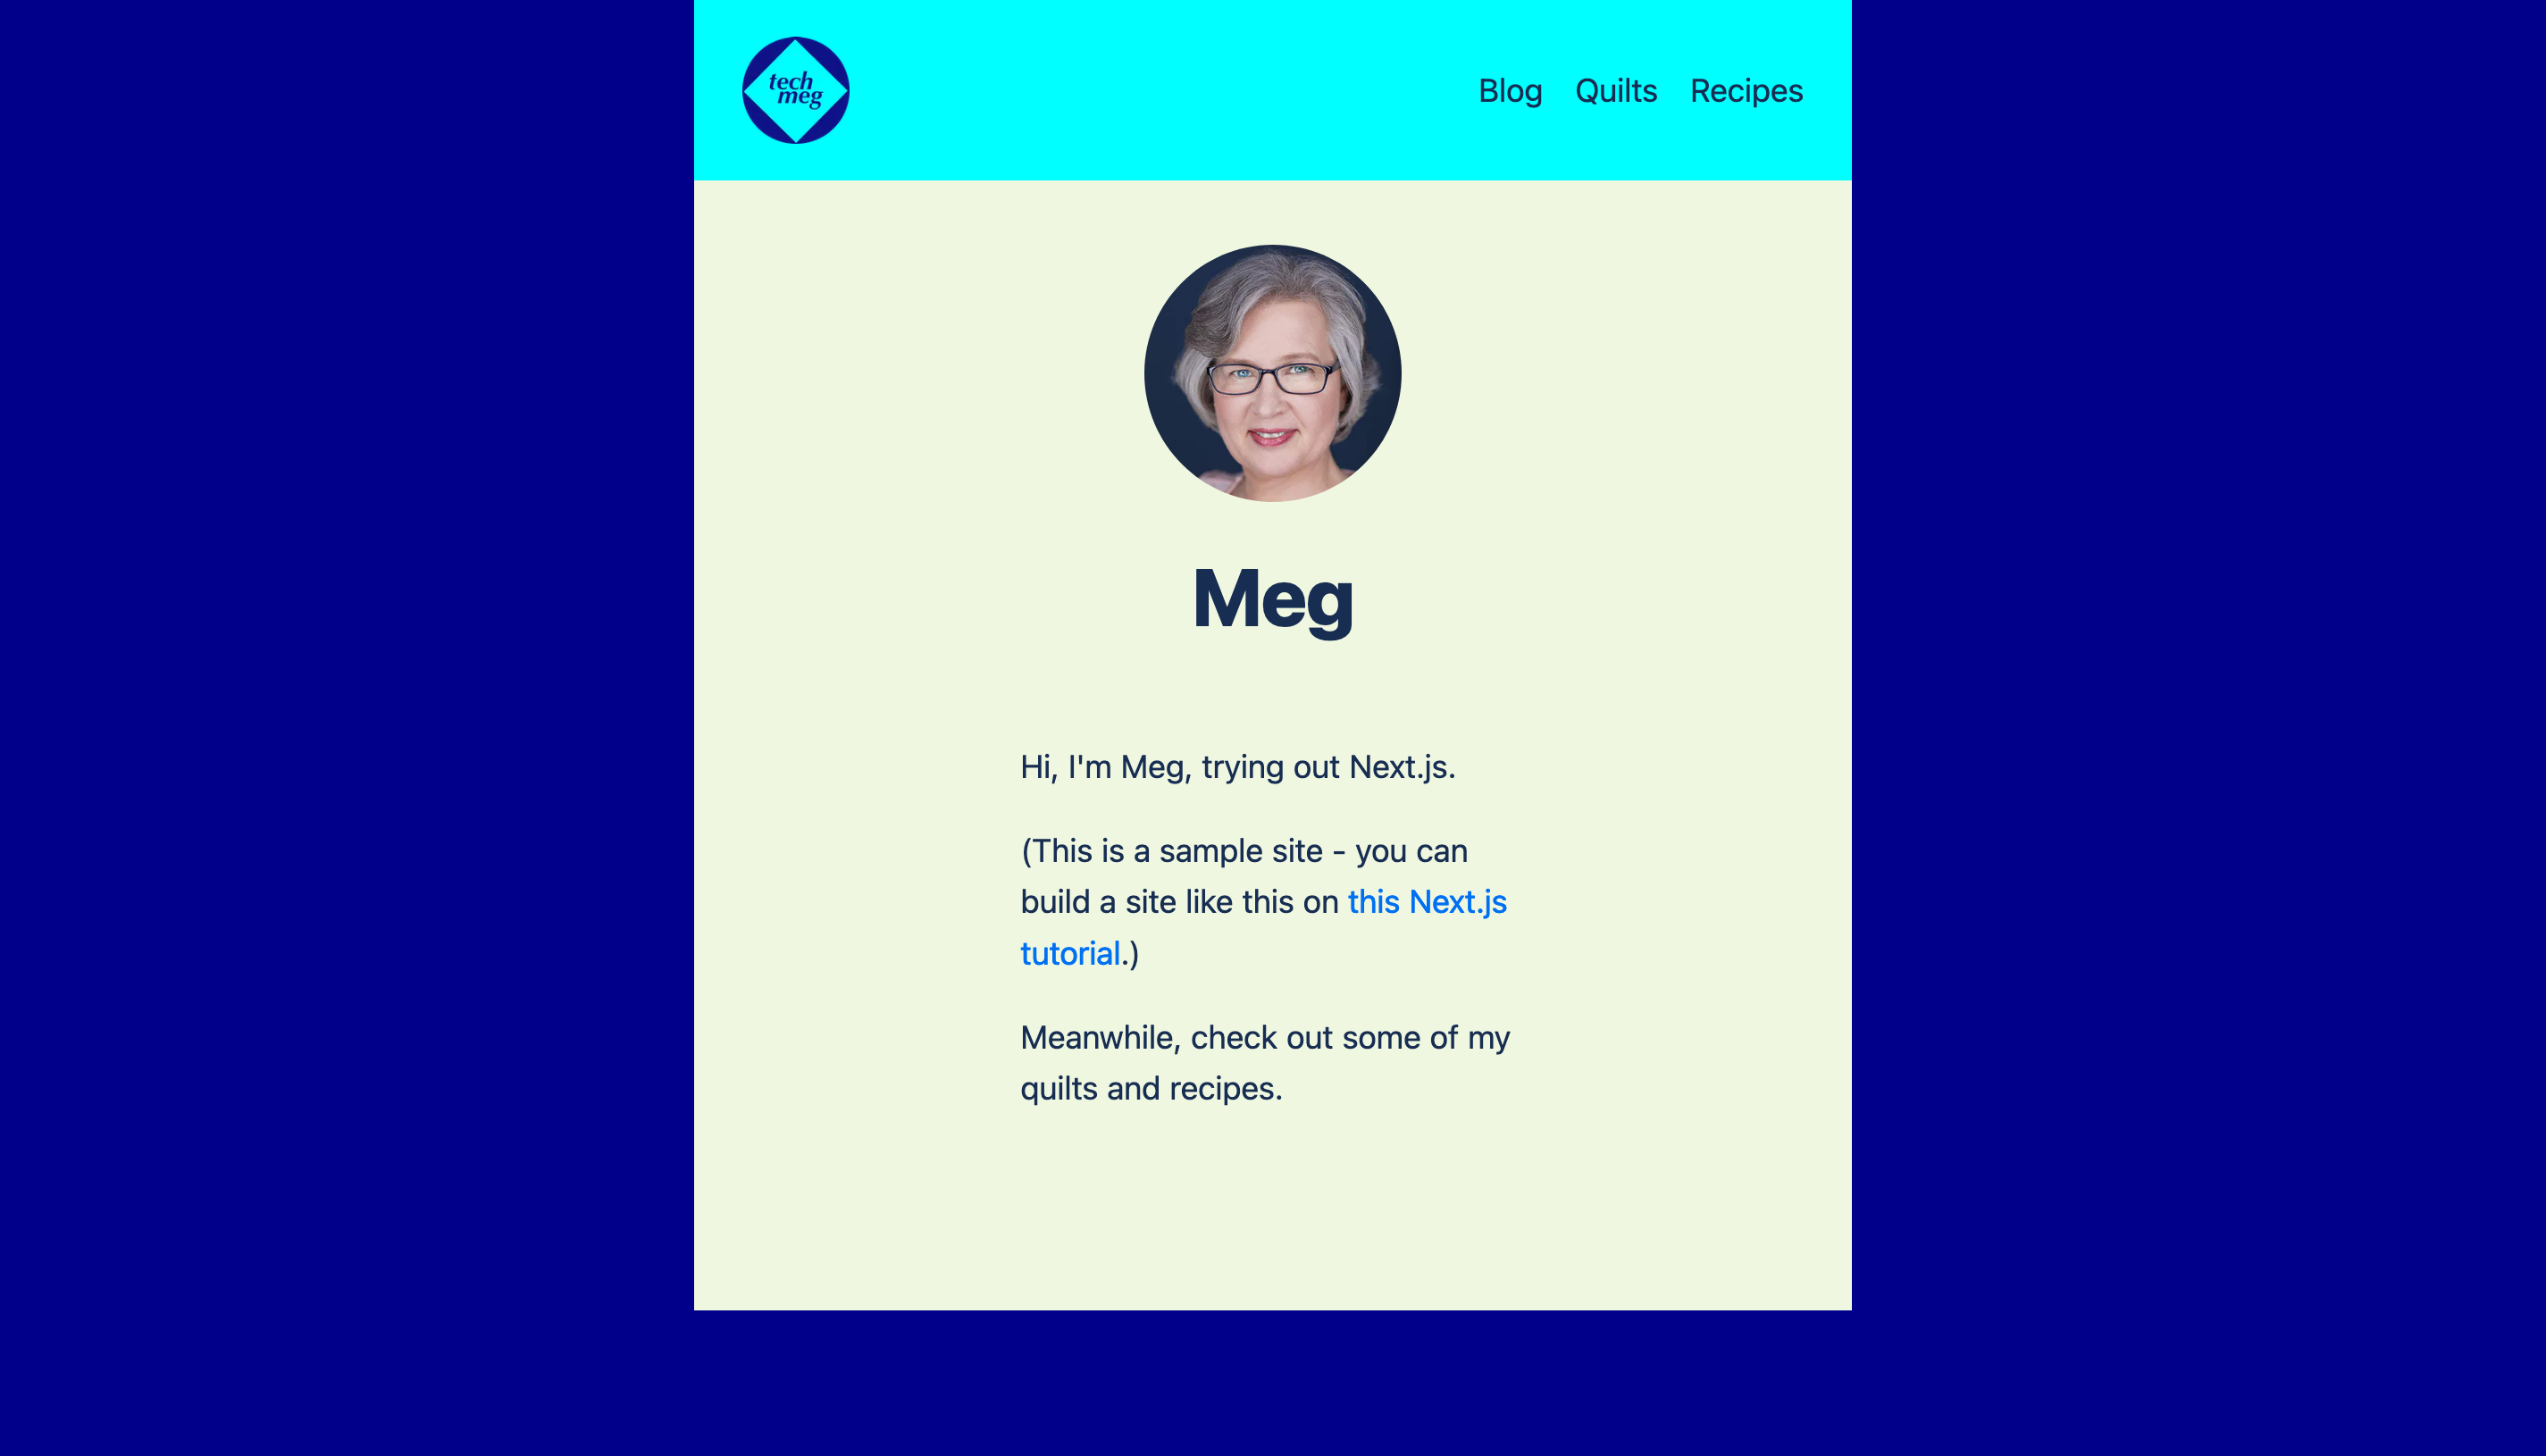 tech
meg
Blog Quilts Recipes
Meg
Hi, I'm Meg, trying out Next.js.
(This is a sample site - you can
build a site like this on this Next.js
tutorial.)
Meanwhile, check out some of my
quilts and recipes.